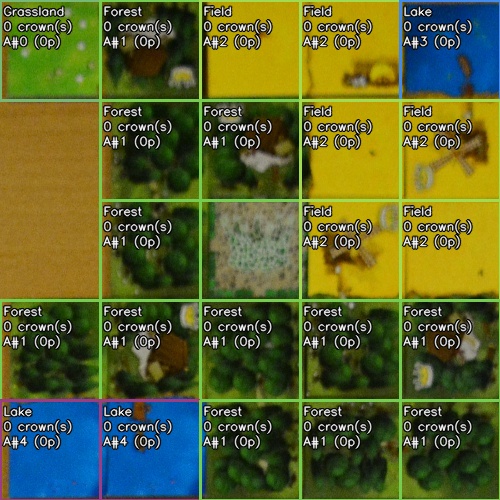 Grassland
0 crown(s)
A#0 (0p)
Forest
0 crown(s)
A#1 (0p)
Field
0 crown(s)
A#2 (0p)
Field
0 crown(s)
A#2 (0p)
Lake
0 crown(s)
A#3 (0p)
Forest
0 crown(s)
A#1 (0p)
Forest
0 crown(s)
A#1 (0p)
Field
0 crown(s)
A#2 (0p)
Field
0 crown(s)
A#2 (0p)
Forest
0 crown(s)
A#1 (0p)
Field
0 crown(s)
A#2 (0p)
Field
0 crown(s)
A#2 (0p)
Forest
0 crown(s)
A#1 (0p)
Forest
0 crown(s)
A#1 (0p)
Forest
0 crown(s)
A#1 (0p)
Forest
0 crown(s)
A#1 (0p)
Forest
0 crown(s)
A#1 (0p)
Lake
0 crown(s)
A#4 (0p)
Lake
0 crown(s)
A#4 (0p)
Forest
0 crown(s)
A#1 (0p)
Forest
0 crown(s)
A#1 (0p)
Forest
0 crown(s)
A#1 (0p)